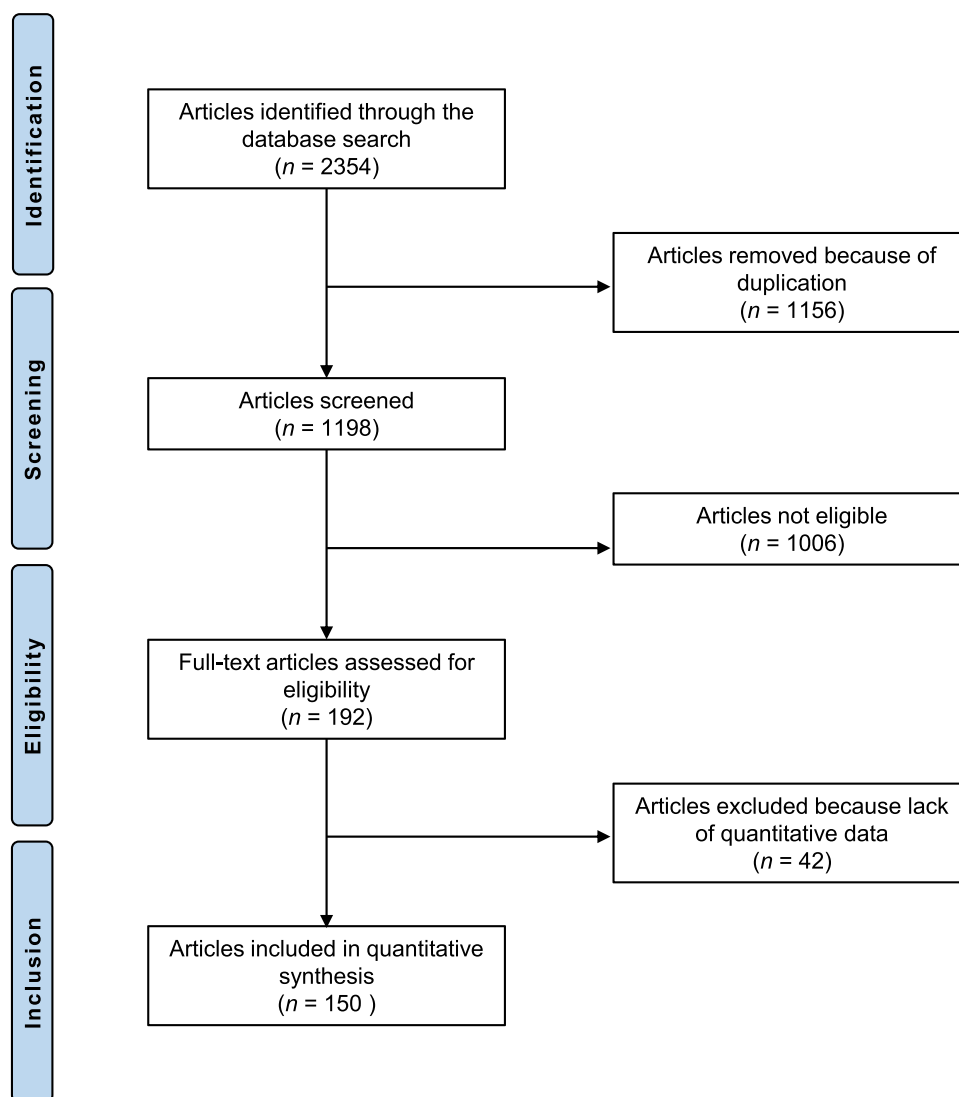 Identification
Articles identified through the
database search
(n = 2354)
Articles removed because of
duplication
(n = 1156)
Screening
Articles screened
(n = 1198)
Articles not eligible
(n = 1006)
Eligibility
Full-text articles assessed for
eligibility
(n = 192)
Articles excluded because lack
of quantitative data
(n = 42)
Inclusion
Articles included in quantitative
synthesis
(n = 150 )